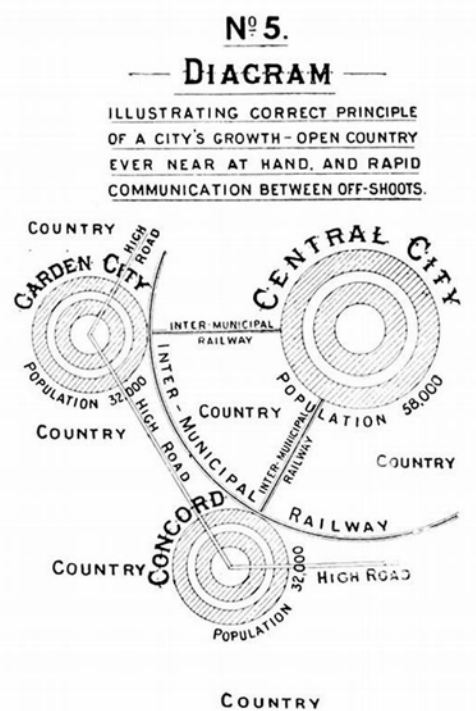 Nº 5.
DIAGRAM
ILLUSTRATING CORRECT PRINCIPLE
OF A CITY'S GROWTH - OPEN COUNTRY
EVER NEAR AT HAND, AND RAPID
COMMUNICATION BETWEEN OFF-SHOOTS.
COUNTRY
HIGH
ROAD
GARDEN CITY
POPULATION 32,000
CENTRAL CITY
POPULATION 58,000
INTER-MUNICIPAL
RAILWAY
INTER-MUNICIPAL RAILWAY
COUNTRY
INTER-MUNICIPAL
RAILWAY
COUNTRY
HIGH ROAD
COUNTRY
CONCORD
POPULATION 32,000
COUNTRY
HIGH ROAD
COUNTRY